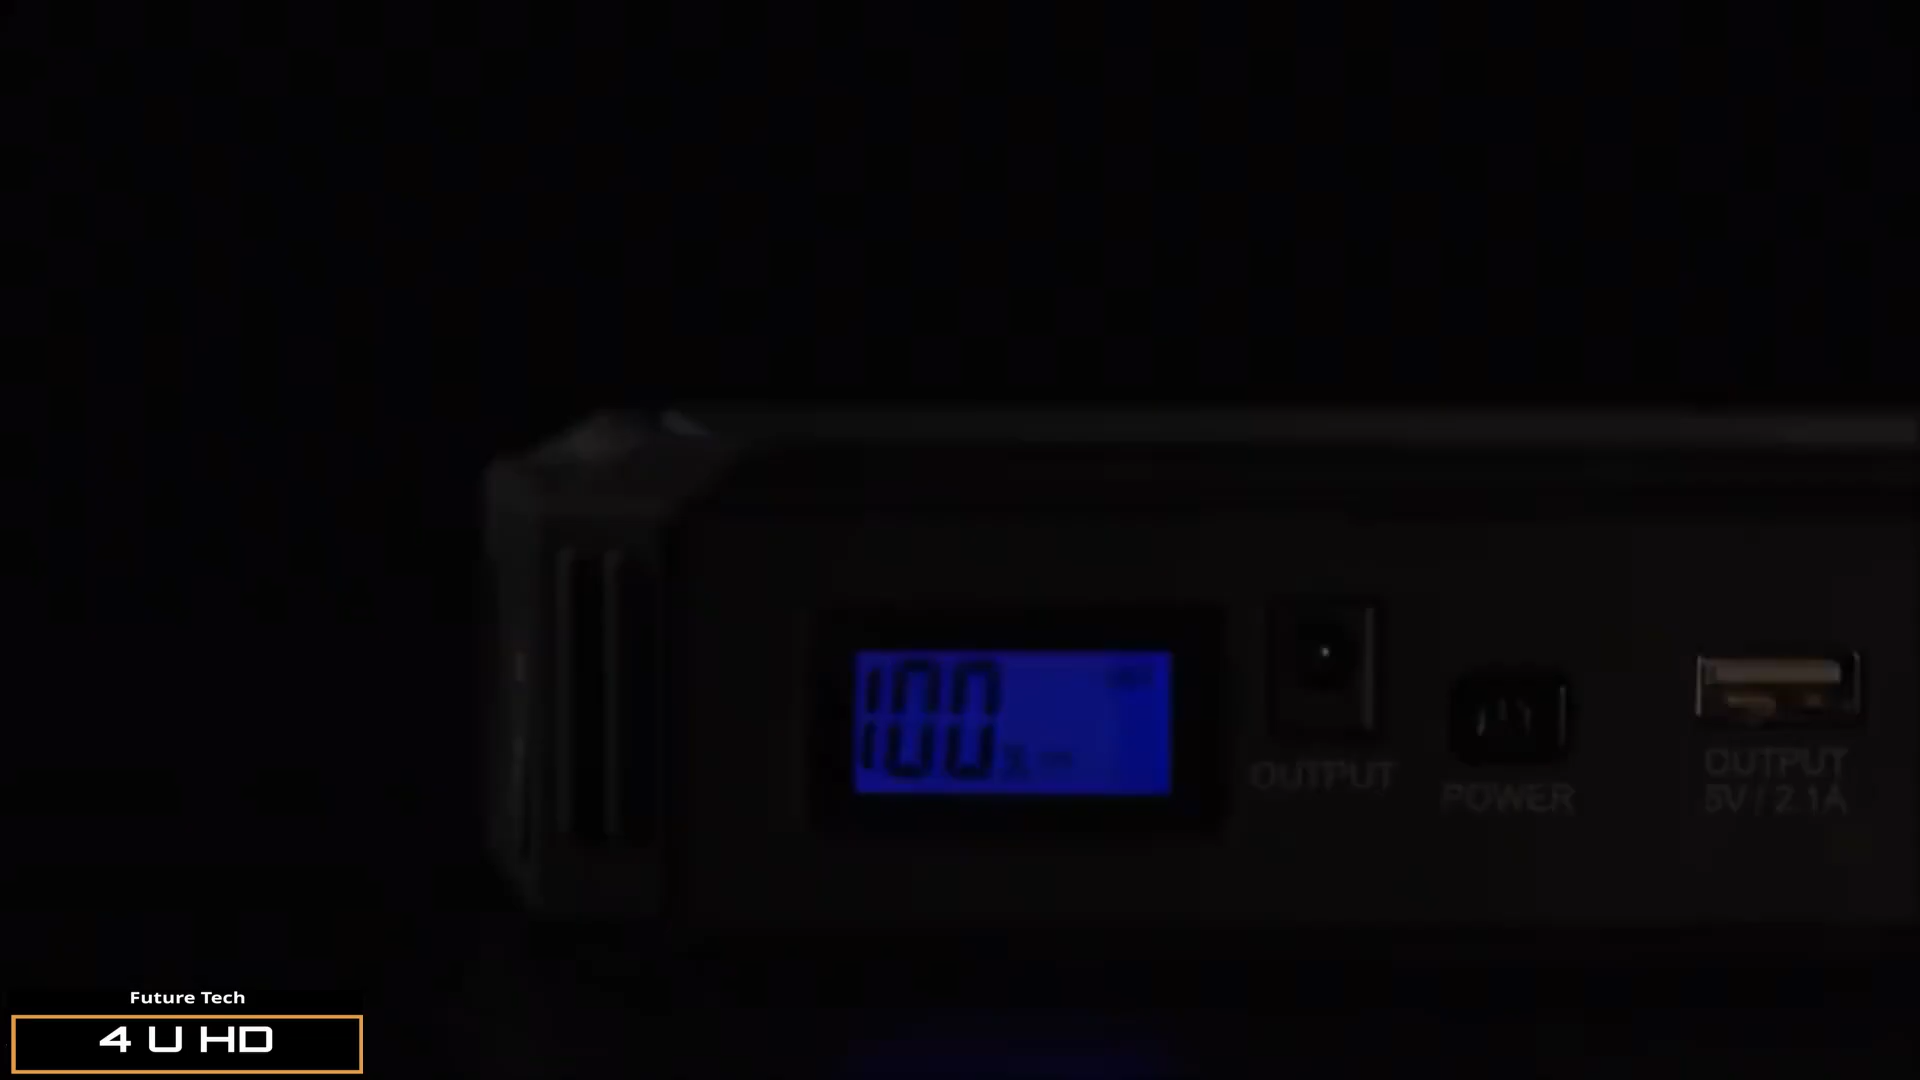 100
OUTPUT
POWER
OUTPUT
5V / 2.1A
Future Tech
4 U HD